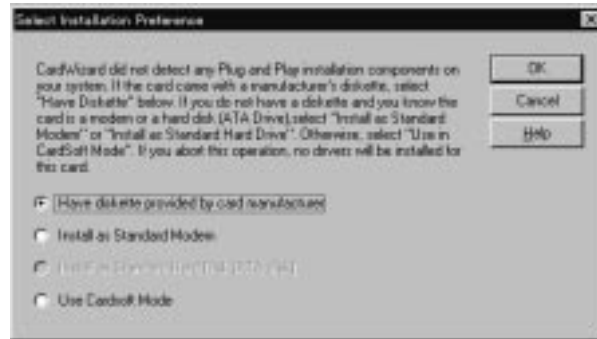 Select Installation Preference
CardWizard did not detect any Plug and Play installation components on
your system. If the card came with a manufacturer's diskette, select
"Have Diskette" below. If you do not have a diskette and you know the
card is a modem or a hard disk (ATA Drive),select "Install as Standard
Modem" or "Install as Standard Hard Drive". Otherwise, select "Use in
CardSoft Mode". If you abort this operation, no drivers will be installed for
this card.
OK
Cancel
Help
Have diskette provided by card manufacturer
Install as Standard Modem
Use Cardsoft Mode